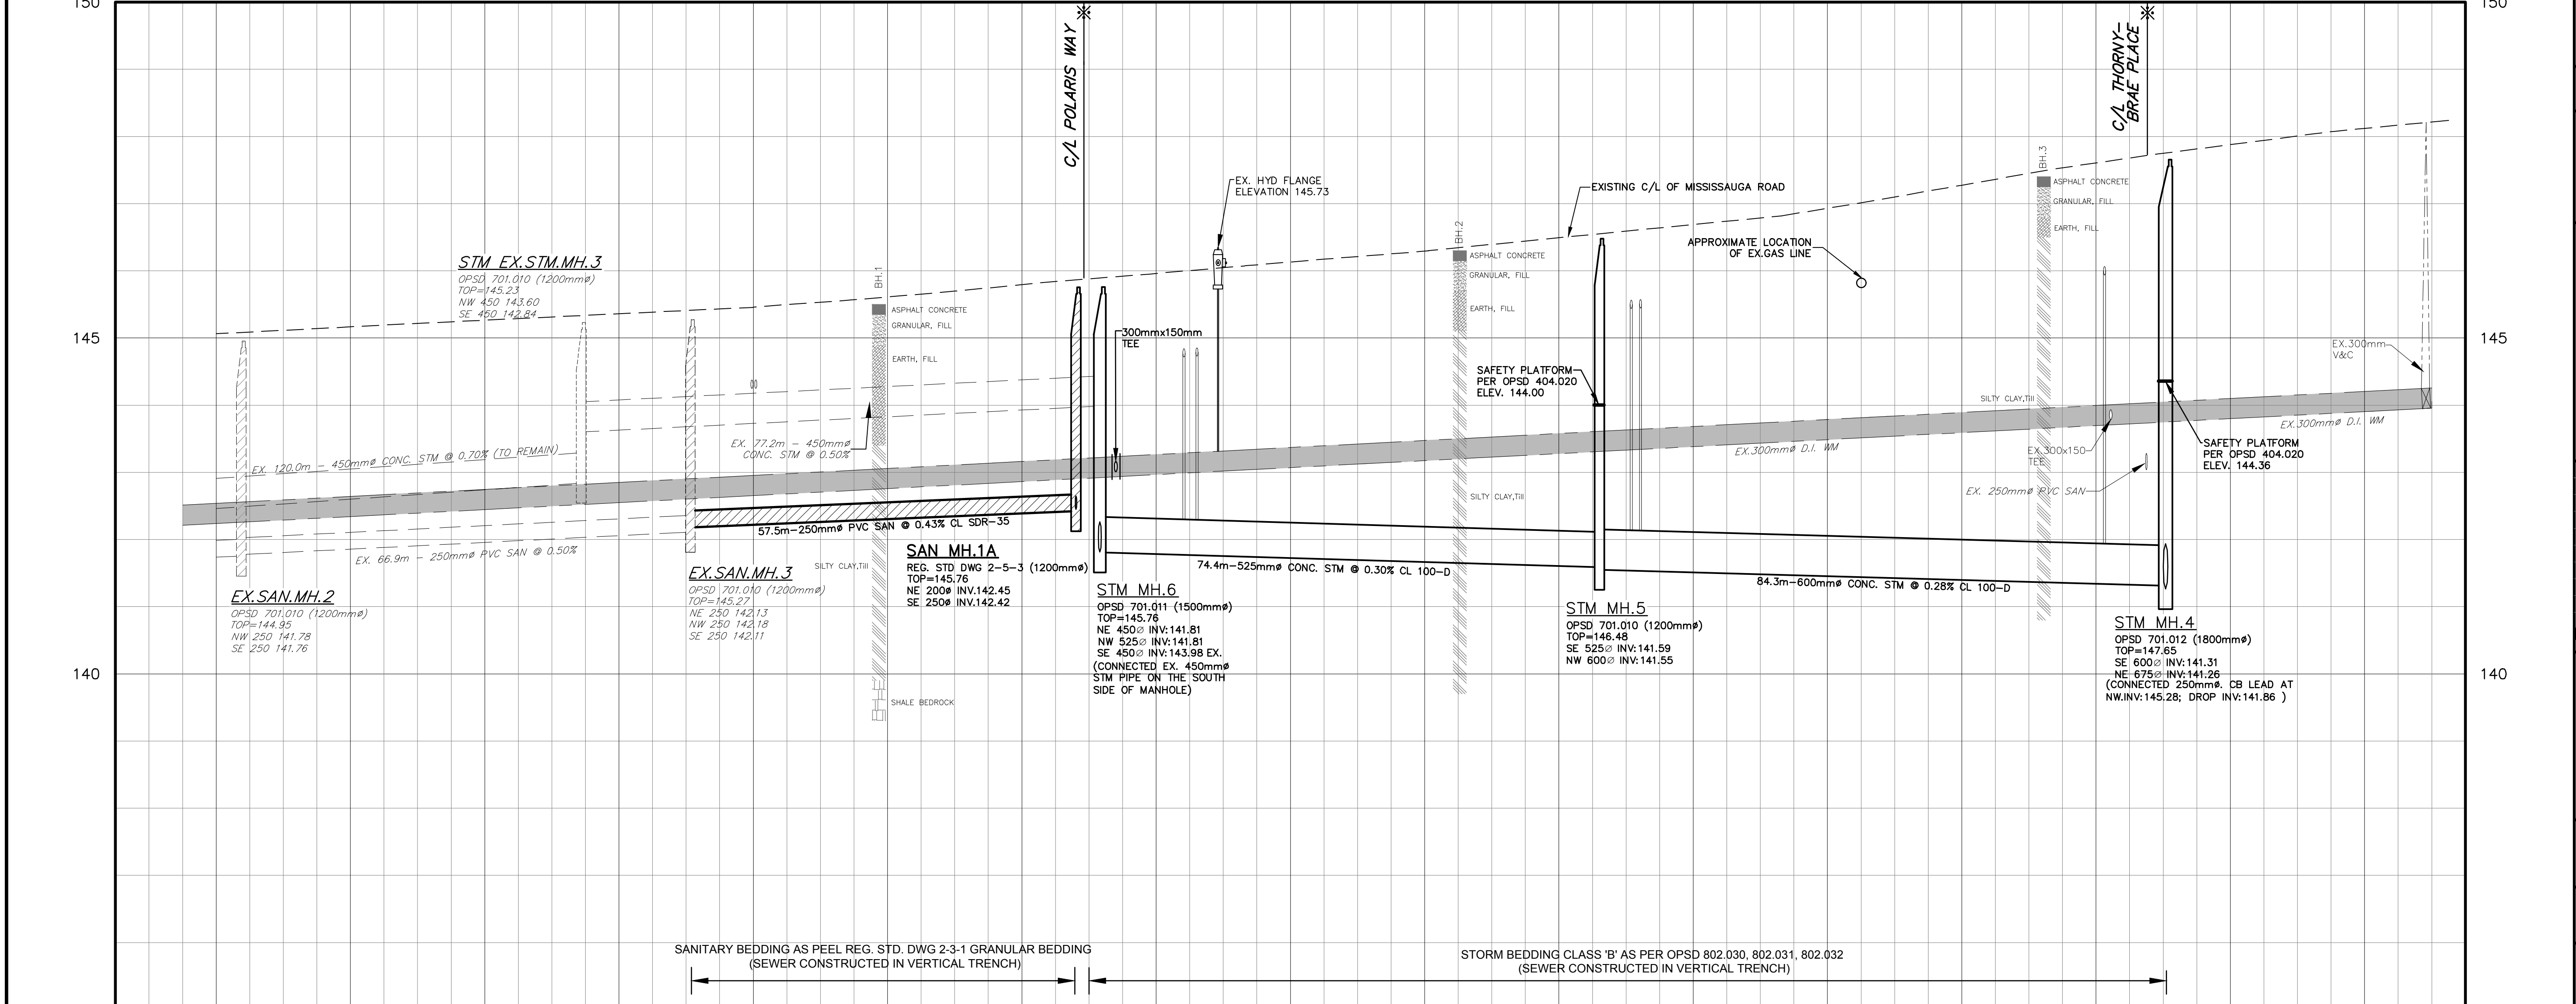 150
150
C/L POLARIS WAY
C/L THORNY-
BRAE PLACE
EX. HYD FLANGE
ELEVATION 145.73
EXISTING C/L OF MISSISSAUGA ROAD
BH.3
ASPHALT CONCRETE
GRANULAR, FILL
EARTH, FILL
BH.2
ASPHALT CONCRETE
GRANULAR, FILL
EARTH, FILL
APPROXIMATE LOCATION
OF EX.GAS LINE
STM EX.STM.MH.3
OPSD 701.010 (1200mmø)
TOP=145.23
NW 450 143.60
SE 450 142.84
BH.1
ASPHALT CONCRETE
GRANULAR, FILL
EARTH, FILL
145
145
300mmx150mm
TEE
SAFETY PLATFORM
PER OPSD 404.020
ELEV. 144.00
EX.300mm
V&C
SILTY CLAY,Till
EX. 77.2m - 450mmø
CONC. STM @ 0.50%
EX. 120.0m - 450mmø CONC. STM @ 0.70% (TO REMAIN)
EX.300mmø D.I. WM
EX.300mmø D.I. WM
EX.300x150
TEE
SAFETY PLATFORM
PER OPSD 404.020
ELEV. 144.36
EX. 250mmø PVC SAN
SILTY CLAY,Till
57.5m-250mmø PVC SAN @ 0.43% CL SDR-35
EX. 66.9m - 250mmø PVC SAN @ 0.50%
SILTY CLAY,Till
74.4m-525mmø CONC. STM @ 0.30% CL 100-D
84.3m-600mmø CONC. STM @ 0.28% CL 100-D
EX.SAN.MH.2
OPSD 701.010 (1200mmø)
TOP=144.95
NW 250 141.78
SE 250 141.76
EX.SAN.MH.3
OPSD 701.010 (1200mmø)
TOP=145.27
NE 250 142.13
NW 250 142.18
SE 250 142.11
SAN MH.1A
REG. STD DWG 2-5-3 (1200mmø)
TOP=145.76
NE 200ø INV.142.45
SE 250ø INV.142.42
STM MH.6
OPSD 701.011 (1500mmø)
TOP=145.76
NE 450∅ INV:141.81
NW 525∅ INV:141.81
SE 450∅ INV:143.98 EX.
(CONNECTED EX. 450mmø
STM PIPE ON THE SOUTH
SIDE OF MANHOLE)
STM MH.5
OPSD 701.010 (1200mmø)
TOP=146.48
SE 525∅ INV:141.59
NW 600∅ INV:141.55
STM MH.4
OPSD 701.012 (1800mmø)
TOP=147.65
SE 600∅ INV:141.31
NE 675∅ INV:141.26
(CONNECTED 250mmø. CB LEAD AT
NW.INV:145.28; DROP INV:141.86 )
140
140
SHALE BEDROCK
SANITARY BEDDING AS PEEL REG. STD. DWG 2-3-1 GRANULAR BEDDING
(SEWER CONSTRUCTED IN VERTICAL TRENCH)
STORM BEDDING CLASS 'B' AS PER OPSD 802.030, 802.031, 802.032
(SEWER CONSTRUCTED IN VERTICAL TRENCH)